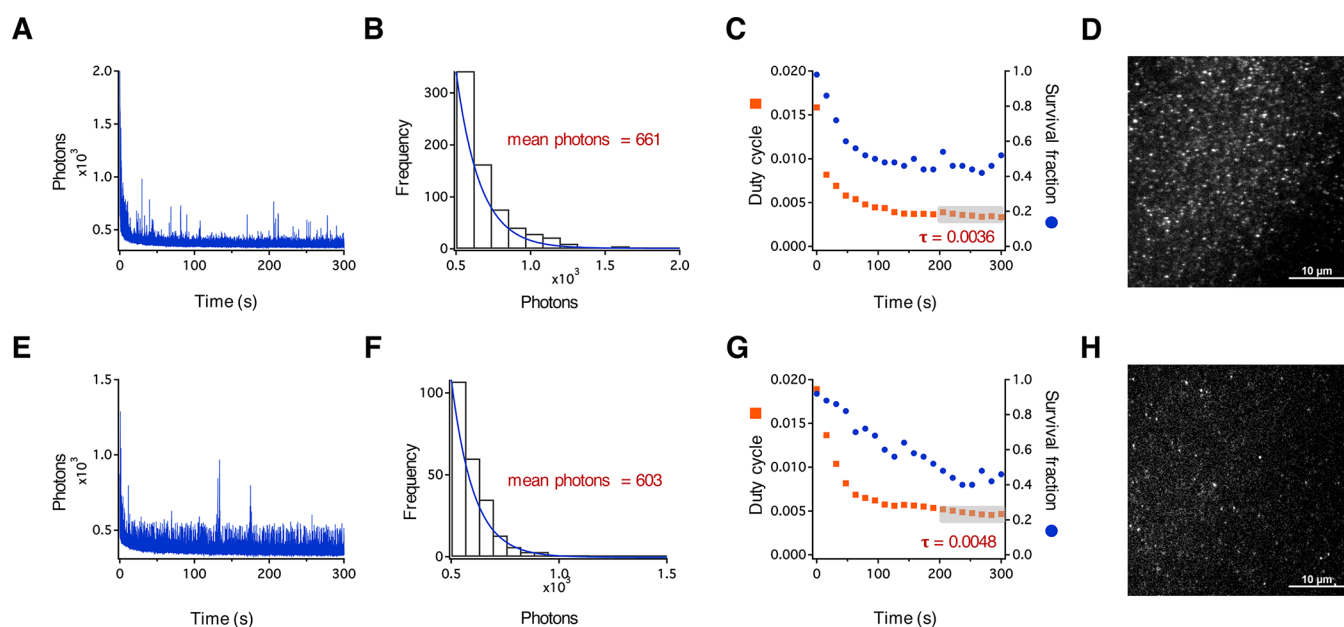 A
B
C
D
2.0
1.5
1.0
0.5
Photons
x10³
0
100
200
300
Time (s)
300
200
100
0
Frequency
mean photons = 661
0.5
1.0
1.5
2.0
x10³
Photons
0.020
0.015
0.010
0.005
0.000
Duty cycle
1.0
0.8
0.6
0.4
0.2
0.0
Survival fraction
τ = 0.0036
0
100
200
300
Time (s)
10 µm
E
F
G
H
1.5
1.0
0.5
Photons
x10³
0
100
200
300
Time (s)
100
50
0
Frequency
mean photons = 603
0.5
1.0
1.5
x10³
Photons
0.020
0.015
0.010
0.005
0.000
Duty cycle
1.0
0.8
0.6
0.4
0.2
0.0
Survival fraction
τ = 0.0048
0
100
200
300
Time (s)
10 µm